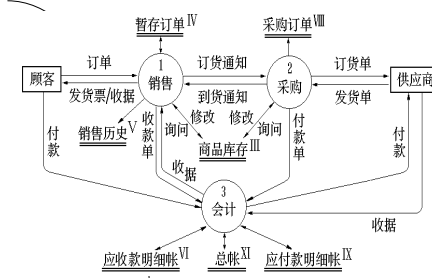 暂存订单IV
采购订单VIII
订单
1
订货通知
2
订货单
顾客
销售
采购
供应商
发货票/收据
到货通知
发货单
付款
销售历史V
收款单
询问
修改
修改
询问
商品库存III
付款单
付款
收据
3
会计
收据
应收款明细帐VI
总帐XI
应付款明细帐IX